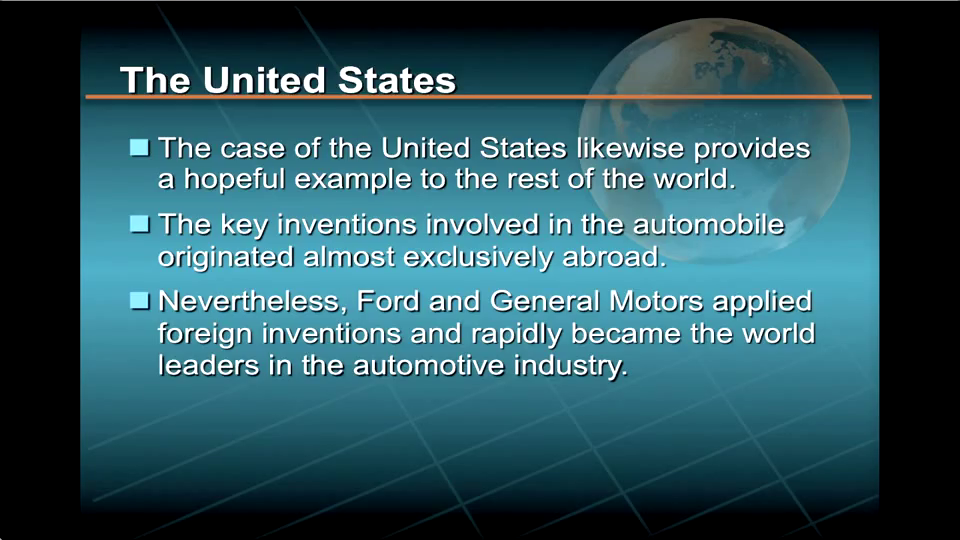 The United States
The case of the United States likewise provides
a hopeful example to the rest of the world.
The key inventions involved in the automobile
originated almost exclusively abroad.
Nevertheless, Ford and General Motors applied
foreign inventions and rapidly became the world
leaders in the automotive industry.